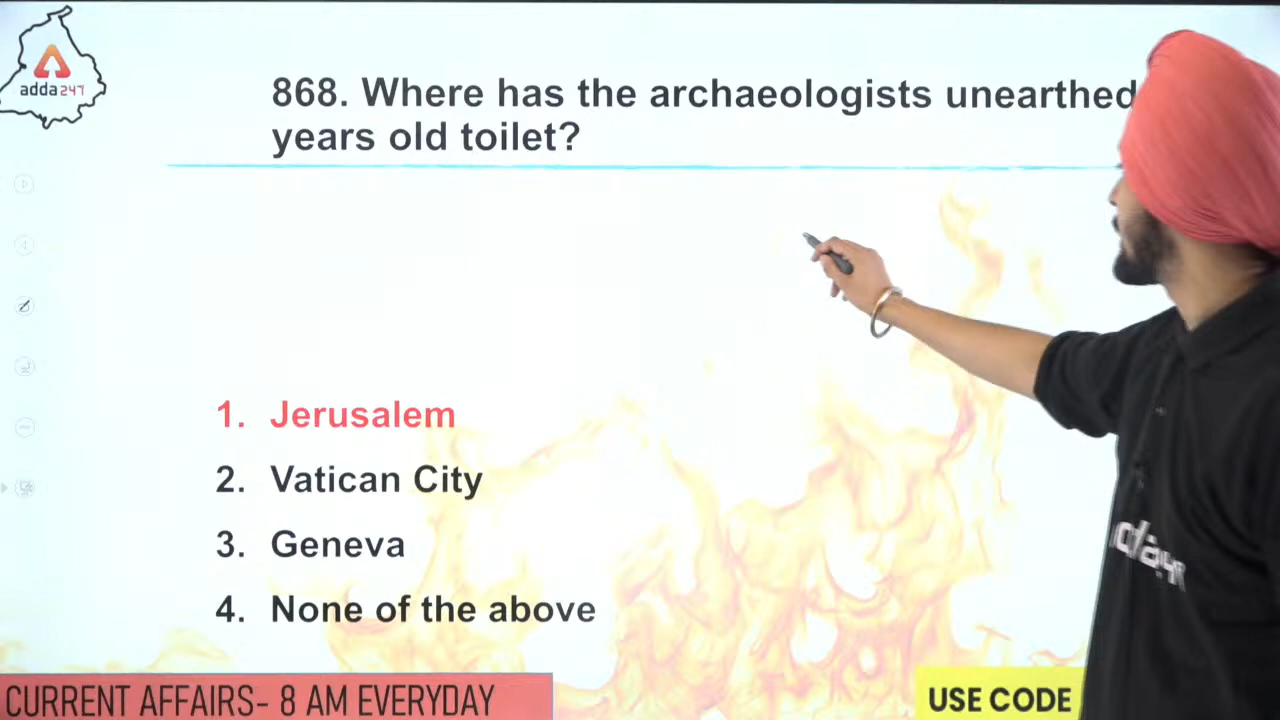 adda247
868. Where has the archaeologists unearthed
years old toilet?
1. Jerusalem
2. Vatican City
3. Geneva
4. None of the above
CURRENT AFFAIRS- 8 AM EVERYDAY
USE CODE